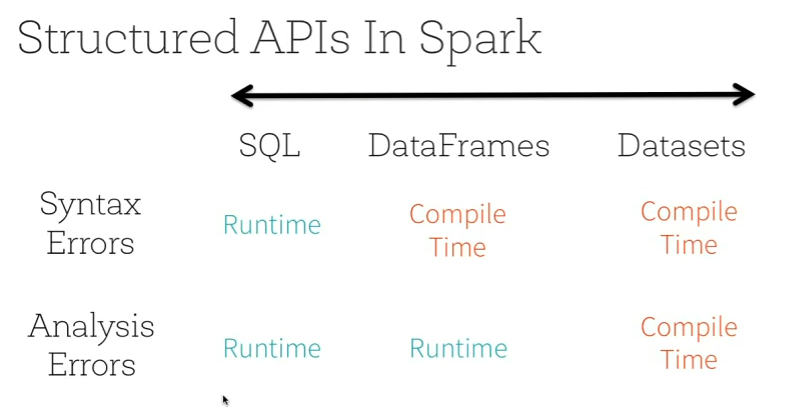 Structured APIs In Spark
SQL DataFrames Datasets
Syntax Errors Runtime Compile Time Compile Time
Analysis Errors Runtime Runtime Compile Time